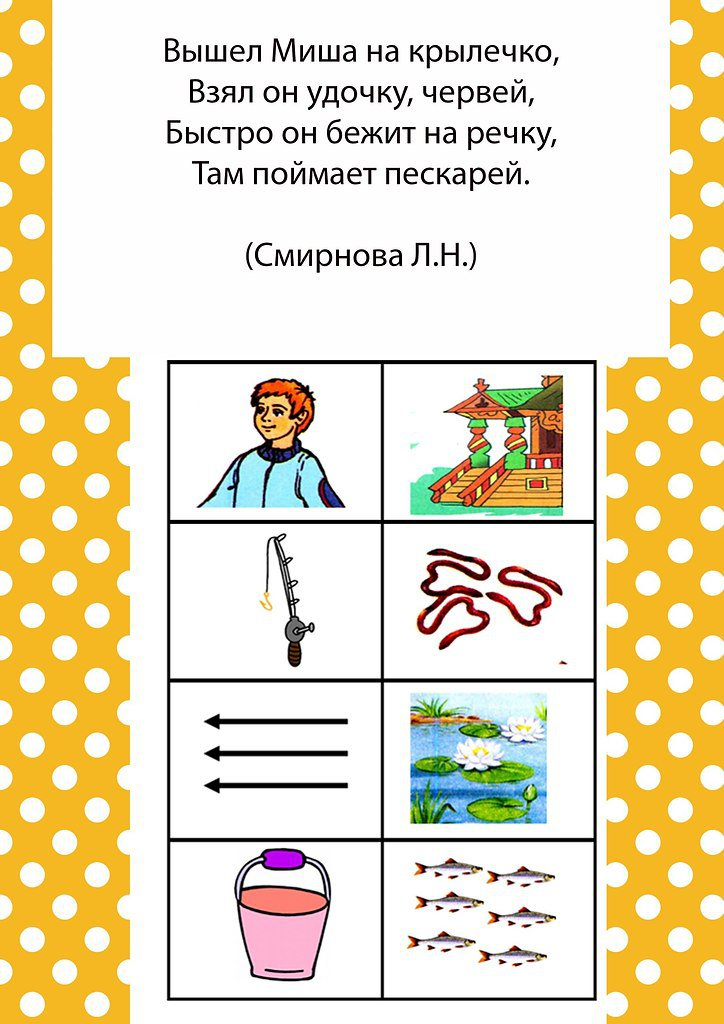 Вышел Миша на крылечко,
Взял он удочку, червей,
Быстро он бежит на речку,
Там поймает пескарей.
(Смирнова Л.Н.)